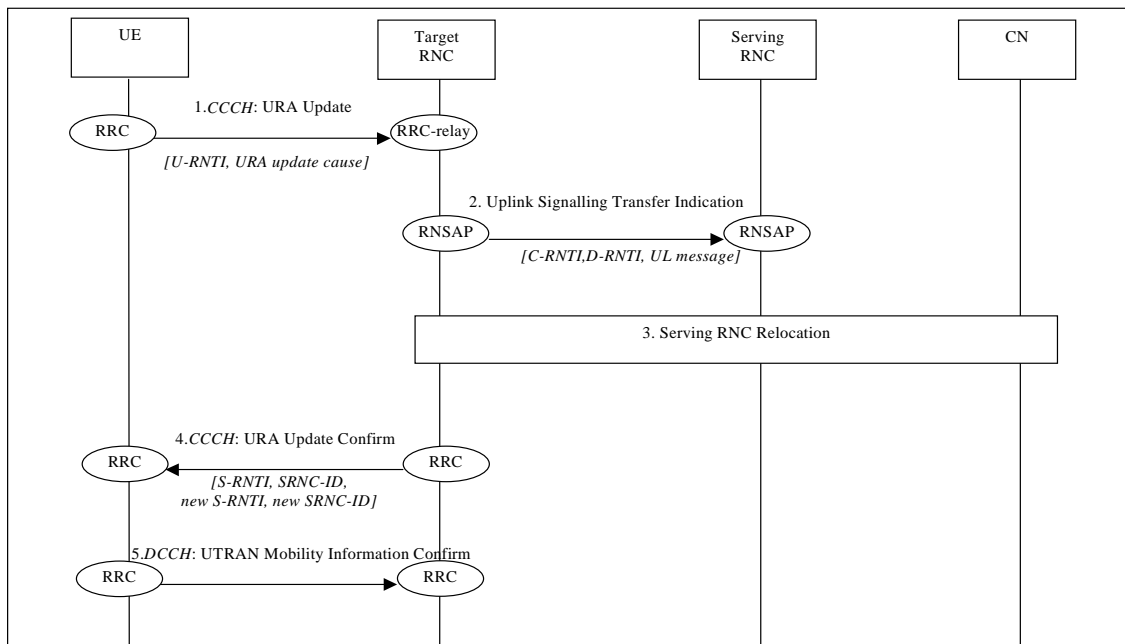 UE
Target
RNC
Serving
RNC
CN
1.CCCH: URA Update
RRC
RRC-relay
[U-RNTI, URA update cause]
2. Uplink Signalling Transfer Indication
RNSAP
RNSAP
[C-RNTI,D-RNTI, UL message]
3. Serving RNC Relocation
4.CCCH: URA Update Confirm
RRC
RRC
[S-RNTI, SRNC-ID,
new S-RNTI, new SRNC-ID]
5.DCCH: UTRAN Mobility Information Confirm
RRC
RRC